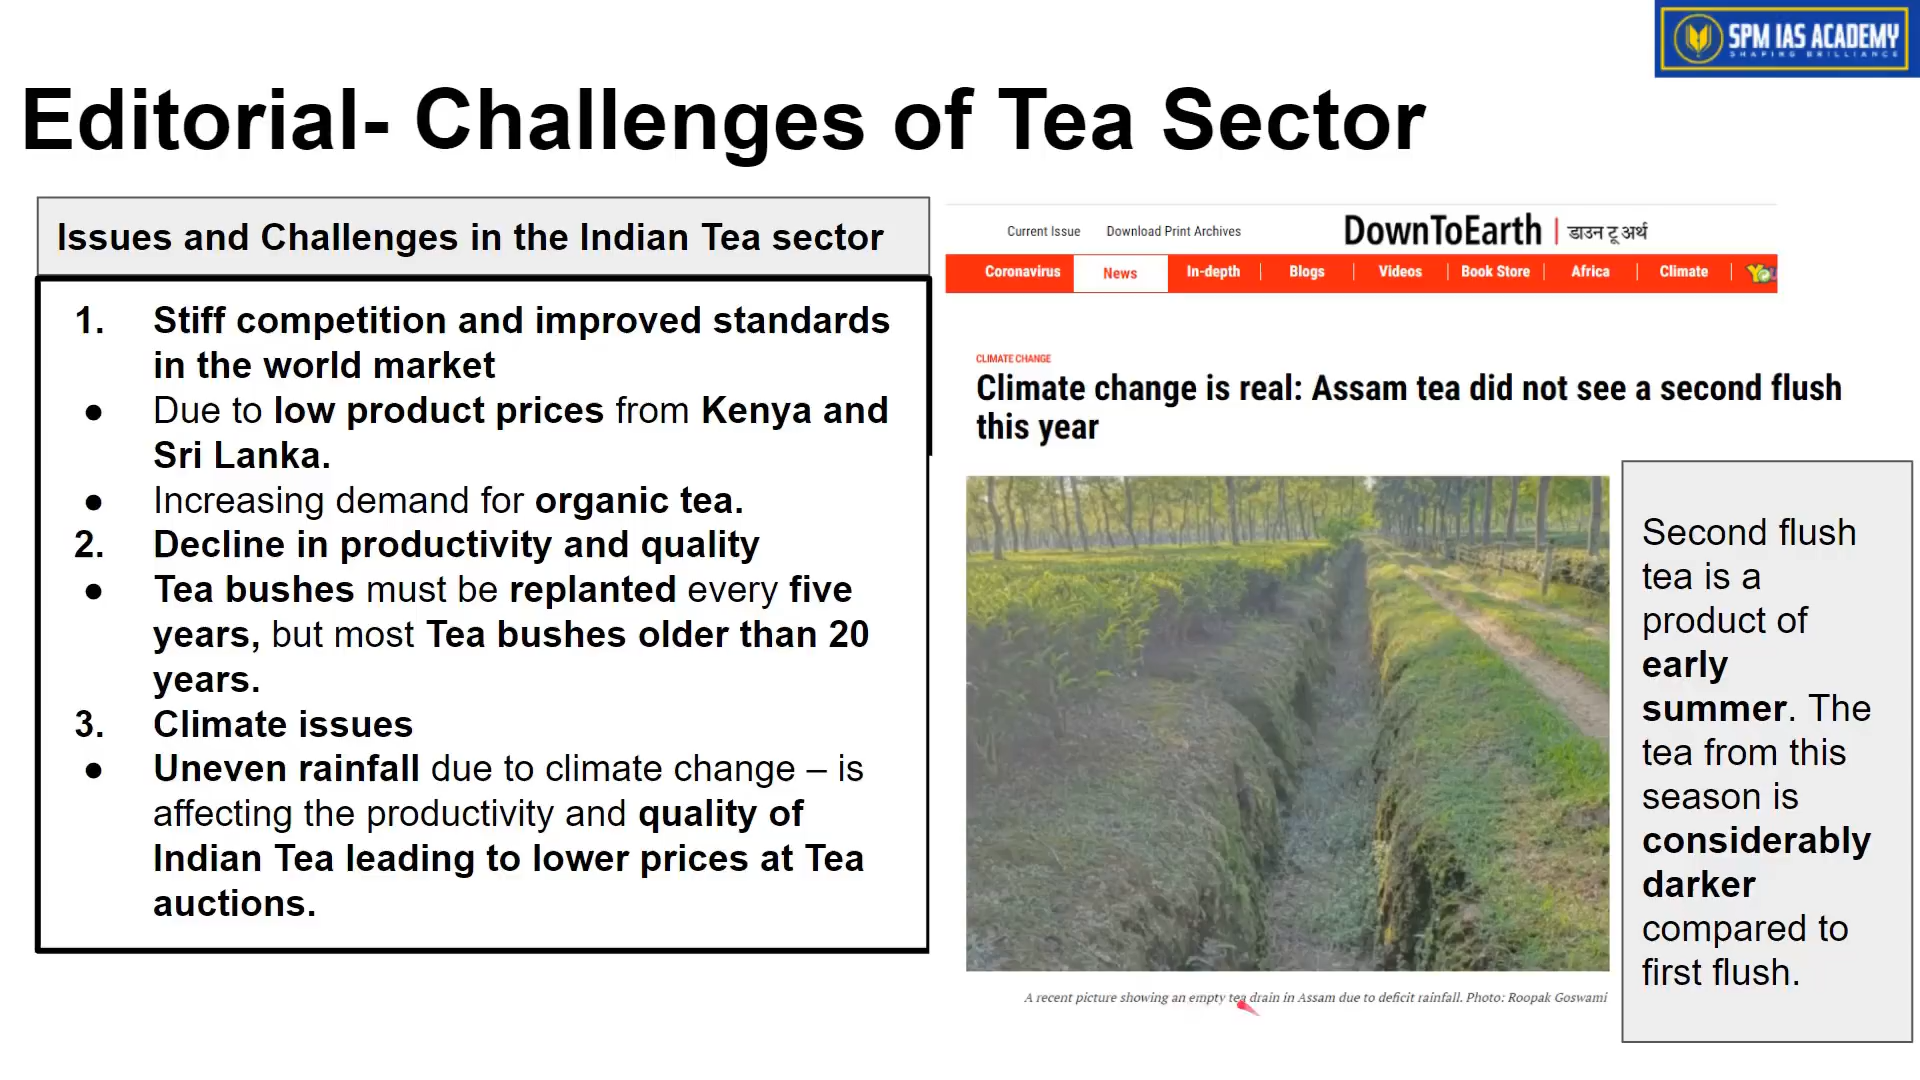 SPM IAS ACADEMY
SHAPING BRILLIANCE
Editorial- Challenges of Tea Sector
Issues and Challenges in the Indian Tea sector
1. Stiff competition and improved standards
in the world market
● Due to low product prices from Kenya and
Sri Lanka.
● Increasing demand for organic tea.
2. Decline in productivity and quality
● Tea bushes must be replanted every five
years, but most Tea bushes older than 20
years.
3. Climate issues
● Uneven rainfall due to climate change – is
affecting the productivity and quality of
Indian Tea leading to lower prices at Tea
auctions.
Current Issue Download Print Archives DownToEarth | डाउन टू अर्थ
Coronavirus News In-depth Blogs Videos Book Store Africa Climate You
CLIMATE CHANGE
Climate change is real: Assam tea did not see a second flush
this year
A recent picture showing an empty tea drain in Assam due to deficit rainfall. Photo: Roopak Goswami
Second flush
tea is a
product of
early
summer. The
tea from this
season is
considerably
darker
compared to
first flush.